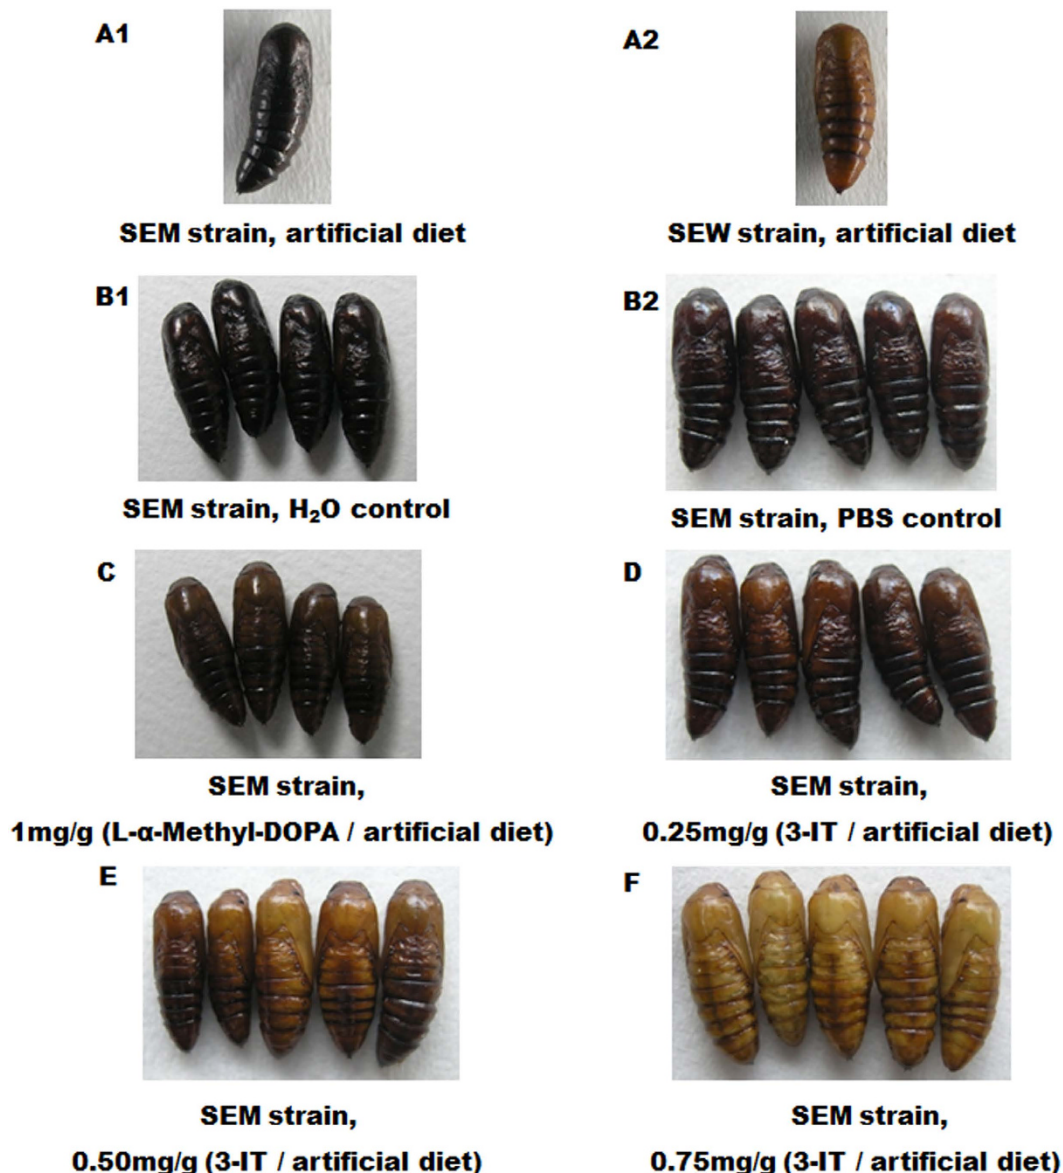 A1
A2
SEM strain, artificial diet
SEW strain, artificial diet
B1
B2
SEM strain, H₂O control
SEM strain, PBS control
C
D
SEM strain,
1mg/g (L-α-Methyl-DOPA / artificial diet)
SEM strain,
0.25mg/g (3-IT / artificial diet)
E
F
SEM strain,
0.50mg/g (3-IT / artificial diet)
SEM strain,
0.75mg/g (3-IT / artificial diet)